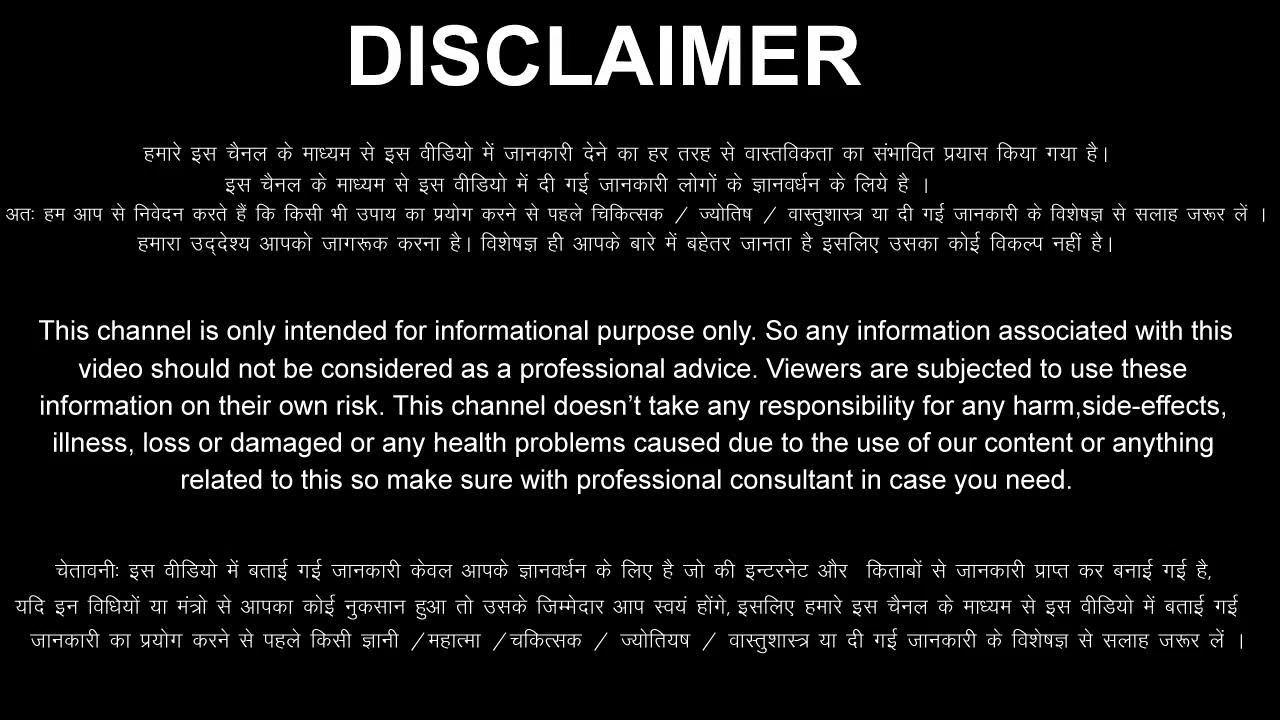 DISCLAIMER
हमारे इस चैनल के माध्यम से इस वीडियो में जानकारी देने का हर तरह से वास्तविकता का संभावित प्रयास किया गया है।
इस चैनल के माध्यम से इस वीडियो में दी गई जानकारी लोगों के ज्ञानवर्धन के लिये है ।
अतः हम आप से निवेदन करते हैं कि किसी भी उपाय का प्रयोग करने से पहले चिकित्सक / ज्योतिष / वास्तुशास्त्र या दी गई जानकारी के विशेषज्ञ से सलाह जरूर लें ।
हमारा उद्देश्य आपको जागरूक करना है। विशेषज्ञ ही आपके बारे में बहेतर जानता है इसलिए उसका कोई विकल्प नहीं है।
This channel is only intended for informational purpose only. So any information associated with this
video should not be considered as a professional advice. Viewers are subjected to use these
information on their own risk. This channel doesn’t take any responsibility for any harm,side-effects,
illness, loss or damaged or any health problems caused due to the use of our content or anything
related to this so make sure with professional consultant in case you need.
चेतावनीः इस वीडियो में बताई गई जानकारी केवल आपके ज्ञानवर्धन के लिए है जो की इन्टरनेट और किताबों से जानकारी प्राप्त कर बनाई गई है,
यदि इन विधियों या मंत्रो से आपका कोई नुकसान हुआ तो उसके जिम्मेदार आप स्वयं होंगे, इसलिए हमारे इस चैनल के माध्यम से इस वीडियो में बताई गई
जानकारी का प्रयोग करने से पहले किसी ज्ञानी /महात्मा /चकित्सक / ज्योतियष / वास्तुशास्त्र या दी गई जानकारी के विशेषज्ञ से सलाह जरूर लें ।